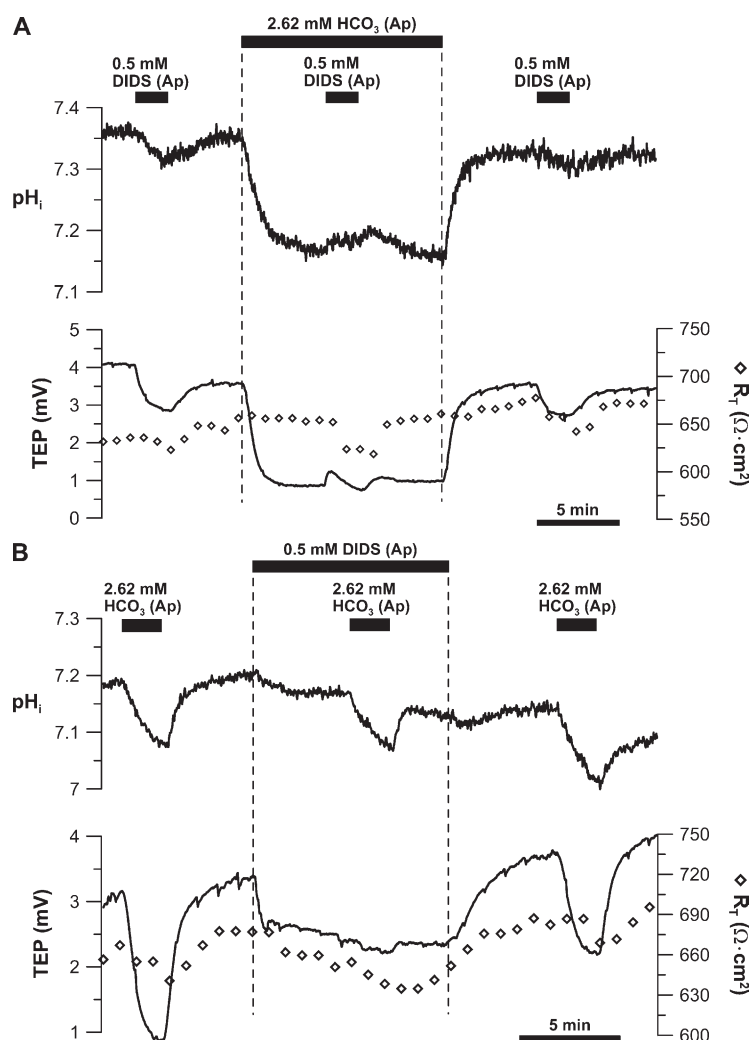 A
2.62 mM HCO3 (Ap)
0.5 mM
DIDS (Ap)
0.5 mM
DIDS (Ap)
0.5 mM
DIDS (Ap)
7.4
7.3
7.2
7.1
pHi
5
4
3
2
1
0
TEP (mV)
750
700
650
600
550
◇ RT (Ω·cm2)
5 min
B
0.5 mM DIDS (Ap)
2.62 mM
HCO3 (Ap)
2.62 mM
HCO3 (Ap)
2.62 mM
HCO3 (Ap)
7.3
7.2
7.1
7
pHi
4
3
2
1
TEP (mV)
750
720
690
660
630
600
◇ RT (Ω·cm2)
5 min